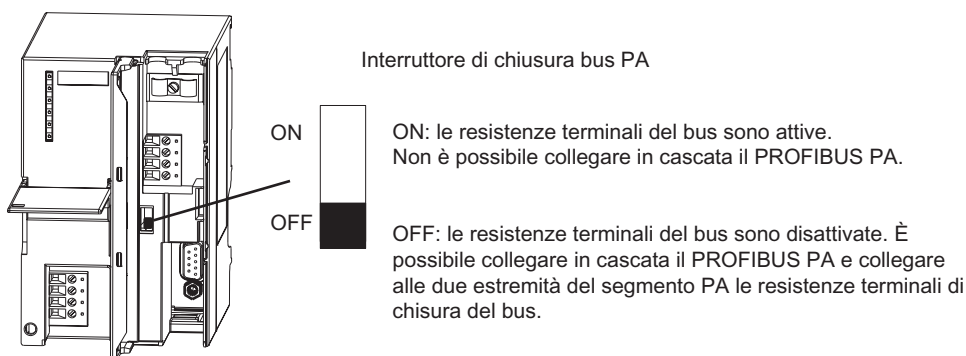 Interruttore di chiusura bus PA
ON
ON: le resistenze terminali del bus sono attive.
Non è possibile collegare in cascata il PROFIBUS PA.
OFF
OFF: le resistenze terminali del bus sono disattivate. È
possibile collegare in cascata il PROFIBUS PA e collegare
alle due estremità del segmento PA le resistenze terminali di
chisura del bus.